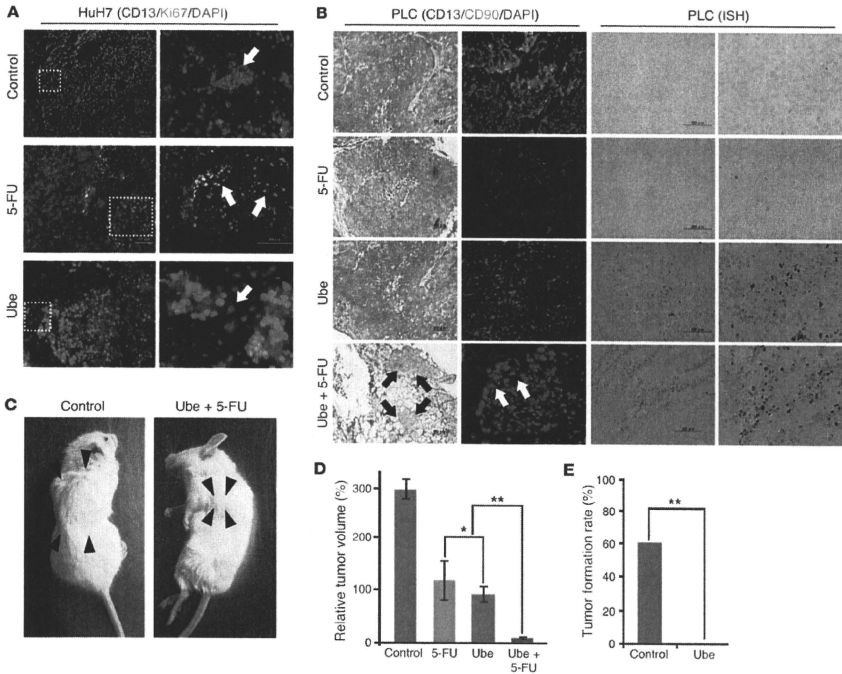 A
HuH7 (CD13/Ki67/DAPI)
Control
5-FU
Ube
B
PLC (CD13/CD90/DAPI)
PLC (ISH)
Control
5-FU
Ube
Ube + 5-FU
C
Control
Ube + 5-FU
D
Relative tumor volume (%)
300
100
0
*
**
Control
5-FU
Ube
Ube +
5-FU
E
Tumor formation rate (%)
100
80
60
40
20
0
**
Control
Ube